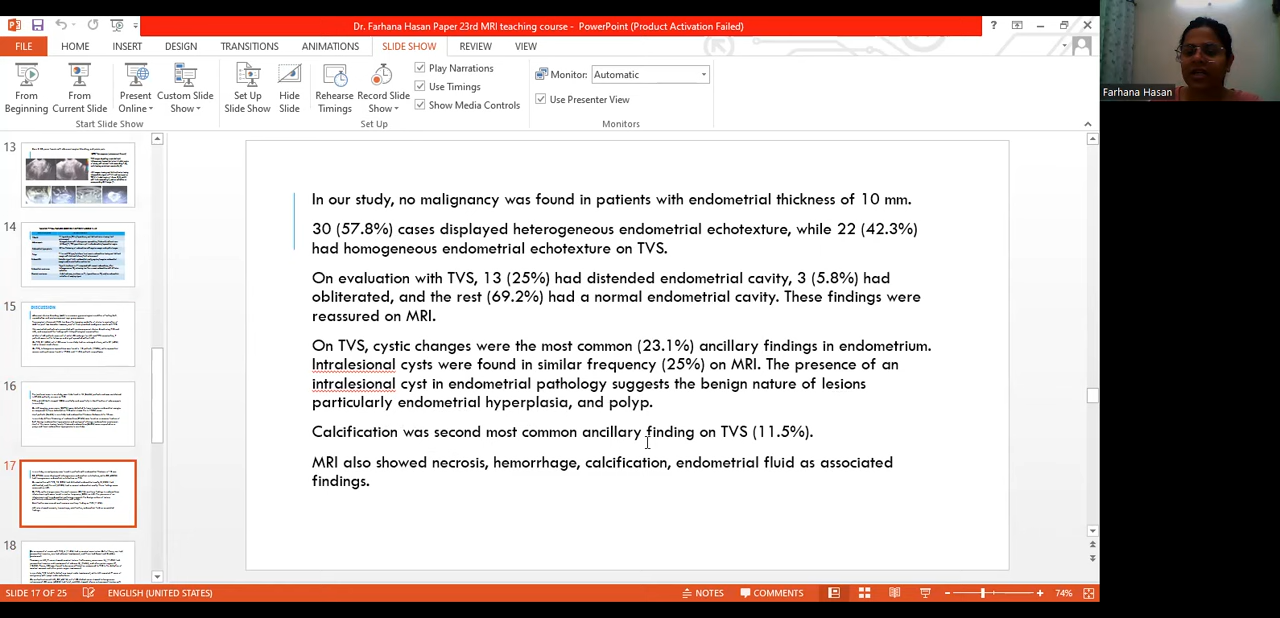 Dr. Farhana Hasan Paper 23rd MRI teaching course - PowerPoint (Product Activation Failed)
FILE HOME INSERT DESIGN TRANSITIONS ANIMATIONS SLIDE SHOW REVIEW VIEW
From Beginning
From Current Slide
Present Online
Custom Slide Show
Start Slide Show
Set Up Slide Show
Hide Slide
Rehearse Timings
Record Slide Show
Play Narrations
Use Timings
Show Media Controls
Set Up
Monitor: Automatic
Use Presenter View
Monitors
Farhana Hasan
13
14
15
16
17
18
In our study, no malignancy was found in patients with endometrial thickness of 10 mm.
30 (57.8%) cases displayed heterogeneous endometrial echotexture, while 22 (42.3%)
had homogeneous endometrial echotexture on TVS.
On evaluation with TVS, 13 (25%) had distended endometrial cavity, 3 (5.8%) had
obliterated, and the rest (69.2%) had a normal endometrial cavity. These findings were
reassured on MRI.
On TVS, cystic changes were the most common (23.1%) ancillary findings in endometrium.
Intralesional cysts were found in similar frequency (25%) on MRI. The presence of an
intralesional cyst in endometrial pathology suggests the benign nature of lesions
particularly endometrial hyperplasia, and polyp.
Calcification was second most common ancillary finding on TVS (11.5%).
MRI also showed necrosis, hemorrhage, calcification, endometrial fluid as associated
findings.
SLIDE 17 OF 25 ENGLISH (UNITED STATES) NOTES COMMENTS 74%